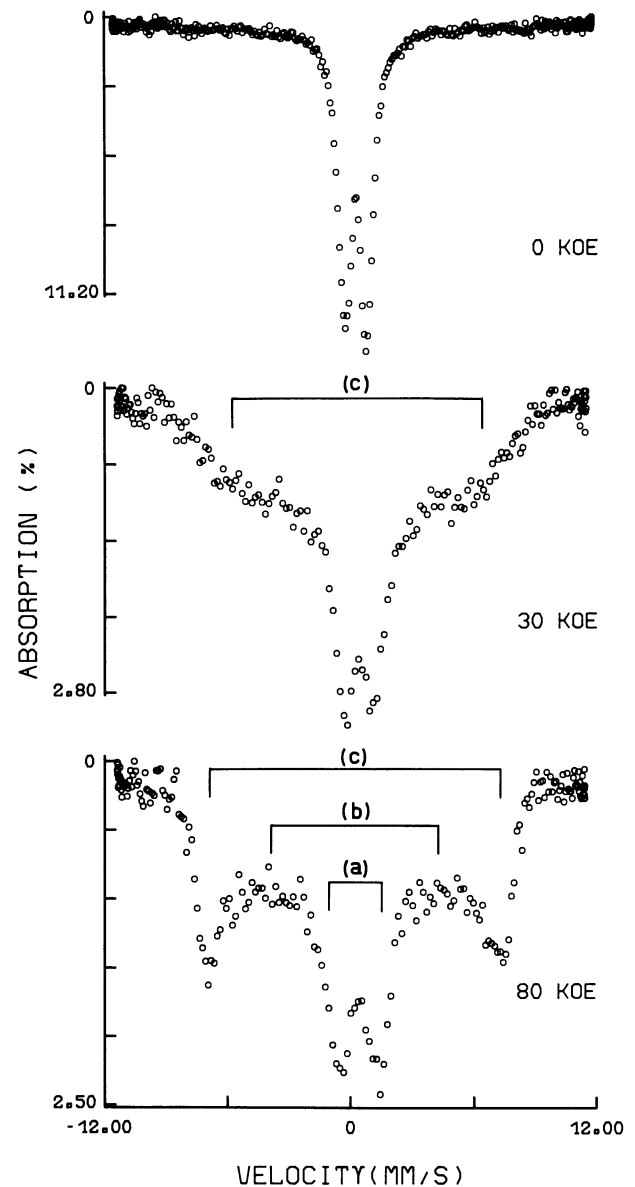 0
0 KOE
11.20
(c)
0
ABSORPTION (%)
30 KOE
2.80
(c)
0
(b)
(a)
80 KOE
2.50
-12.00 0 12.00
VELOCITY(MM/S)